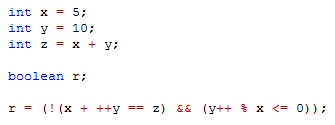 int x = 5;
int y = 10;
int z = x + y;
boolean r;
r = (!(x + ++y == z) && (y++ % x <= 0));